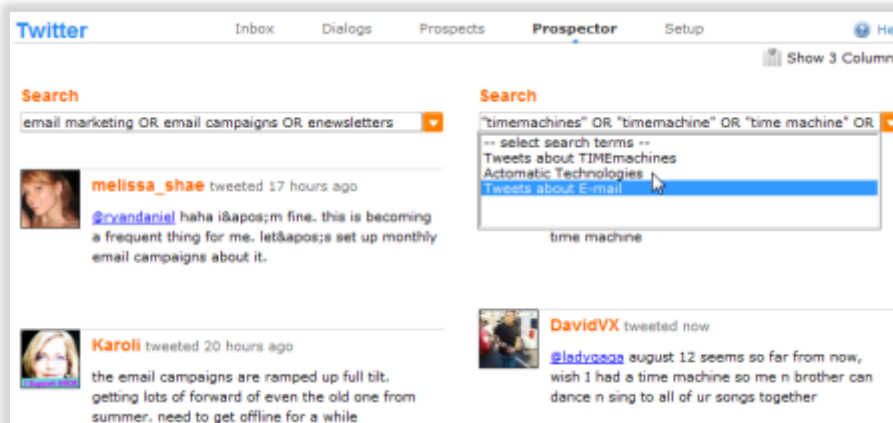 Twitter
Inbox Dialogs Prospects Prospector Setup He
Show 3 Column
Search
email marketing OR email campaigns OR enewsletters
melissa_shae tweeted 17 hours ago
@ryandaniel haha i&apos;m fine. this is becoming
a frequent thing for me. let&apos;s set up monthly
email campaigns about it.
Karoli tweeted 20 hours ago
the email campaigns are ramped up full tilt.
getting lots of forward of even the old one from
summer. need to get offline for a while
Search
"timemachines" OR "timemachine" OR "time machine" OR
-- select search terms --
Tweets about TIMEmachines
Actomatic Technologies
Tweets about E-mail
time machine
DavidVX tweeted now
@ladygaga august 12 seems so far from now,
wish I had a time machine so me n brother can
dance n sing to all of ur songs together